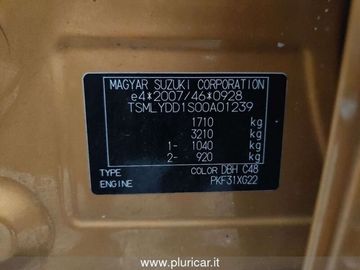 MAGYAR SUZUKI CORPORATION
e4*2007/46*0928
TSMLYDD1S00A01239
1710 kg
3210 kg
1- 1040 kg
2- 920 kg
TYPE COLOR DBH C48
ENGINE PKF31XG22
© www.pluricar.it